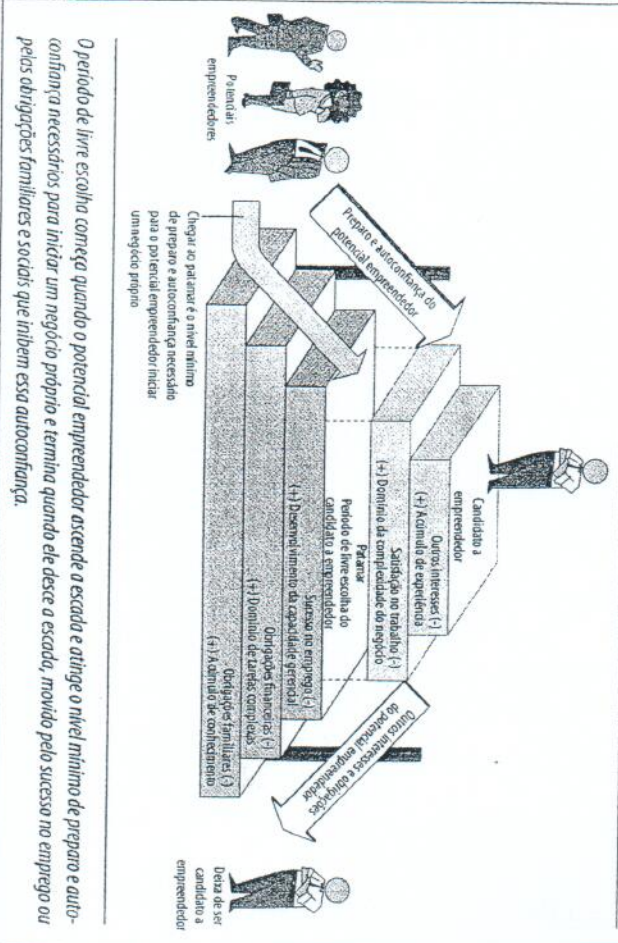 Candidato a
empreendedor
Outros interesses (-)
(+) Acúmulo de experiência
Satisfação no trabalho (-)
(+) Domínio da complexidade do negócio
Patamar
Período de livre escolha do
candidato a empreendedor
Sucesso no emprego (-)
(+) Desenvolvimento da capacidade gerencial
Obrigações financeiras (-)
(+) Domínio de tarefas complexas
Obrigações familiares (-)
(+) Acúmulo de conhecimento
Preparo e autoconfiança do
potencial empreendedor
Outros interesses e obrigações
do potencial empreendedor
Potenciais
empreendedores
Chegar ao patamar é o nível mínimo
de preparo e autoconfiança necessário
para o potencial empreendedor iniciar
um negócio próprio
Deixa de ser
candidato a
empreendedor
O período de livre escolha começa quando o potencial empreendedor ascende a escada e atinge o nível mínimo de preparo e auto-
confiança necessários para iniciar um negócio próprio e termina quando ele desce a escada, movido pelo sucesso no emprego ou
pelas obrigações familiares e sociais que inibem essa autoconfiança.